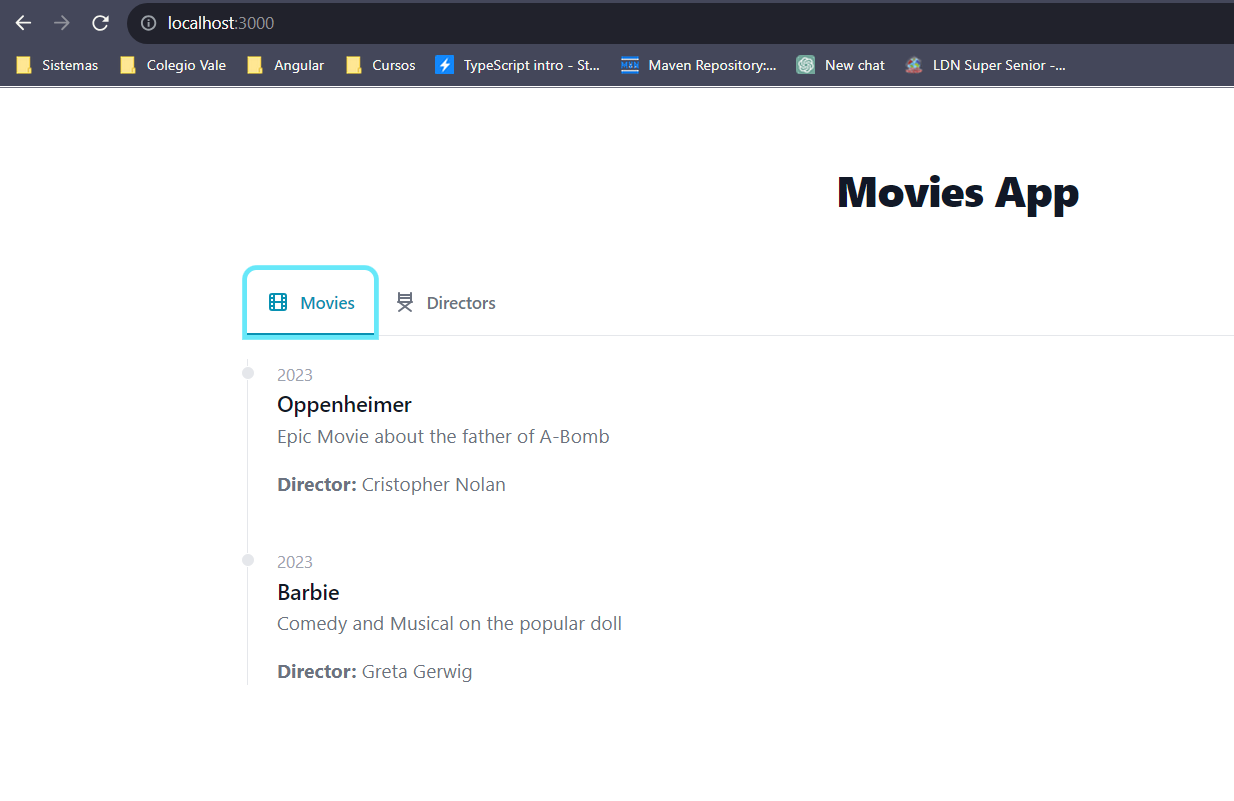 localhost:3000
Sistemas Colegio Vale Angular Cursos TypeScript intro - St... Maven Repository:... New chat LDN Super Senior -...
Movies App
Movies Directors
2023
Oppenheimer
Epic Movie about the father of A-Bomb
Director: Cristopher Nolan
2023
Barbie
Comedy and Musical on the popular doll
Director: Greta Gerwig